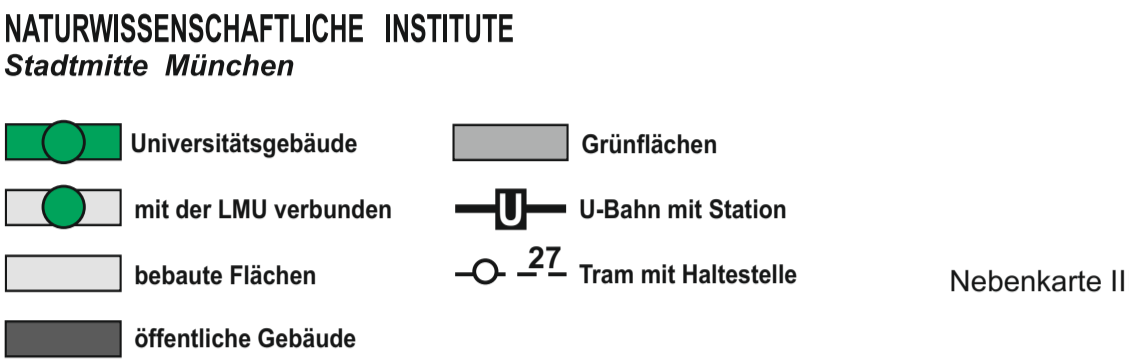 NATURWISSENSCHAFTLICHE INSTITUTE
Stadtmitte München
Universitätsgebäude
mit der LMU verbunden
bebaute Flächen
öffentliche Gebäude
Grünflächen
U U-Bahn mit Station
27 Tram mit Haltestelle
Nebenkarte II